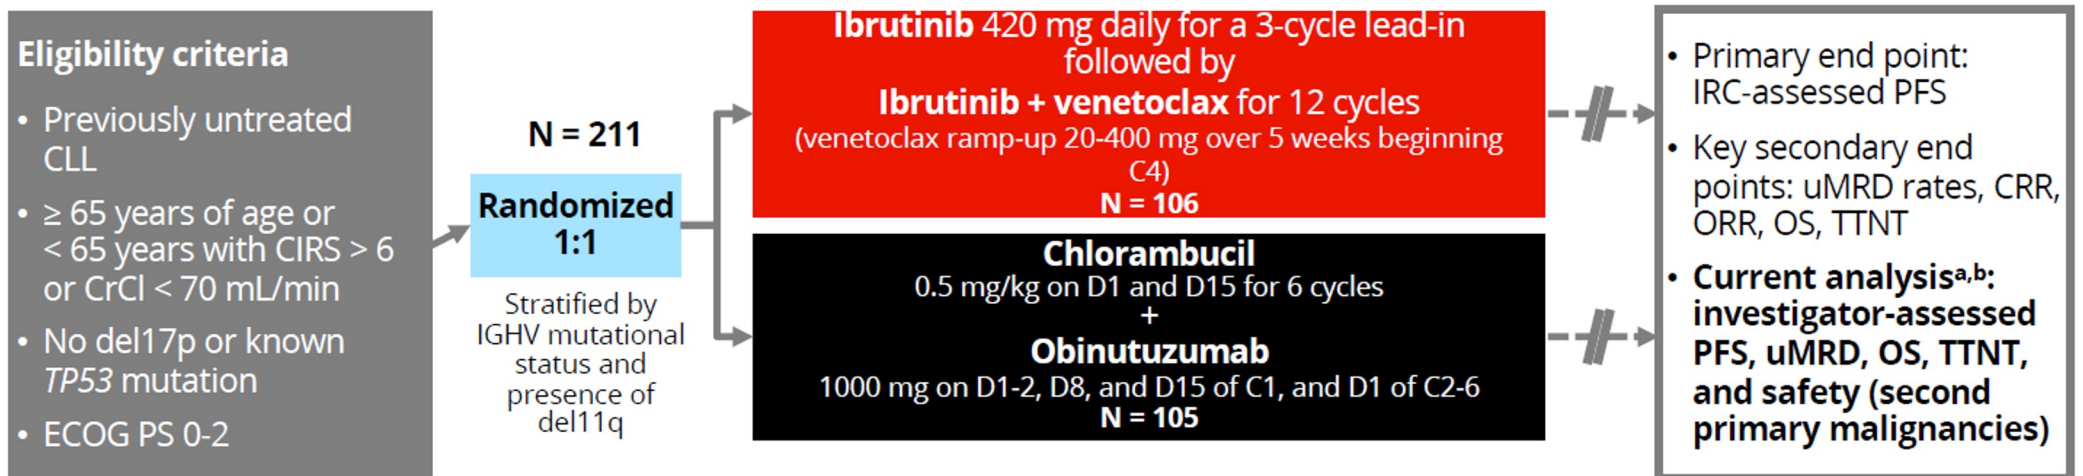 Eligibility criteria
• Previously untreated
CLL
• ≥ 65 years of age or
< 65 years with CIRS > 6
or CrCl < 70 mL/min
• No del17p or known
TP53 mutation
• ECOG PS 0-2
N = 211
Randomized
1:1
Stratified by
IGHV mutational
status and
presence of
del11q
Ibrutinib 420 mg daily for a 3-cycle lead-in
followed by
Ibrutinib + venetoclax for 12 cycles
(venetoclax ramp-up 20-400 mg over 5 weeks beginning
C4)
N = 106
Chlorambucil
0.5 mg/kg on D1 and D15 for 6 cycles
+
Obinutuzumab
1000 mg on D1-2, D8, and D15 of C1, and D1 of C2-6
N = 105
• Primary end point:
IRC-assessed PFS
• Key secondary end
points: uMRD rates, CRR,
ORR, OS, TTNT
• Current analysisᵃ,ᵇ:
investigator-assessed
PFS, uMRD, OS, TTNT,
and safety (second
primary malignancies)